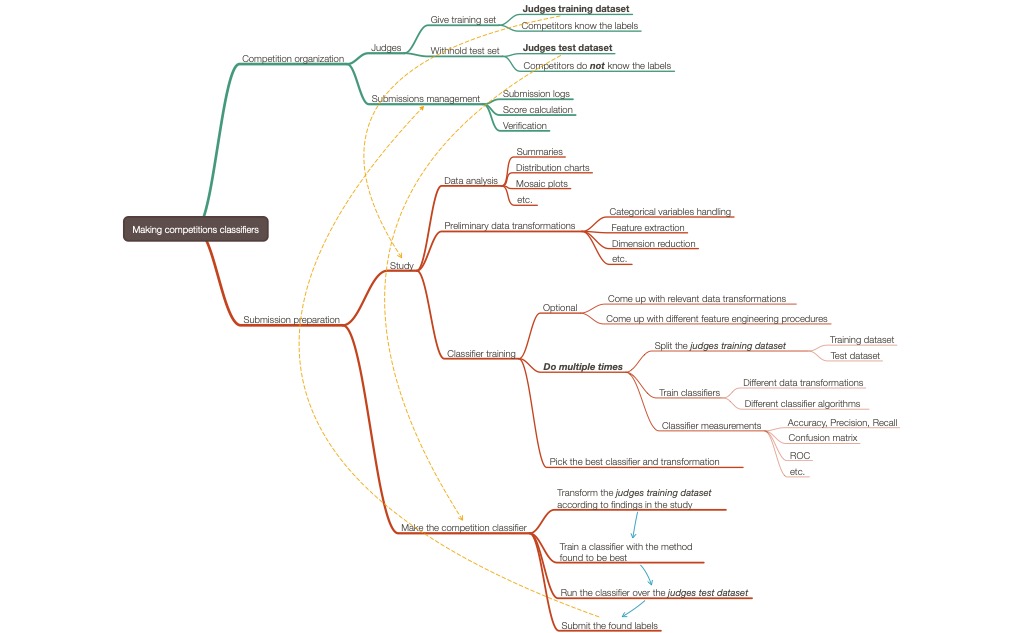 Making competitions classifiers
Competition organization
Judges
Give training set
Judges training dataset
Competitors know the labels
Withhold test set
Judges test dataset
Competitors do not know the labels
Submissions management
Submission logs
Score calculation
Verification
Submission preparation
Study
Data analysis
Summaries
Distribution charts
Mosaic plots
etc.
Preliminary data transformations
Categorical variables handling
Feature extraction
Dimension reduction
etc.
Classifier training
Optional
Come up with relevant data transformations
Come up with different feature engineering procedures
Do multiple times
Split the judges training dataset
Training dataset
Test dataset
Train classifiers
Different data transformations
Different classifier algorithms
Classifier measurements
Accuracy, Precision, Recall
Confusion matrix
ROC
etc.
Pick the best classifier and transformation
Make the competition classifier
Transform the judges training dataset
according to findings in the study
Train a classifier with the method
found to be best
Run the classifier over the judges test dataset
Submit the found labels